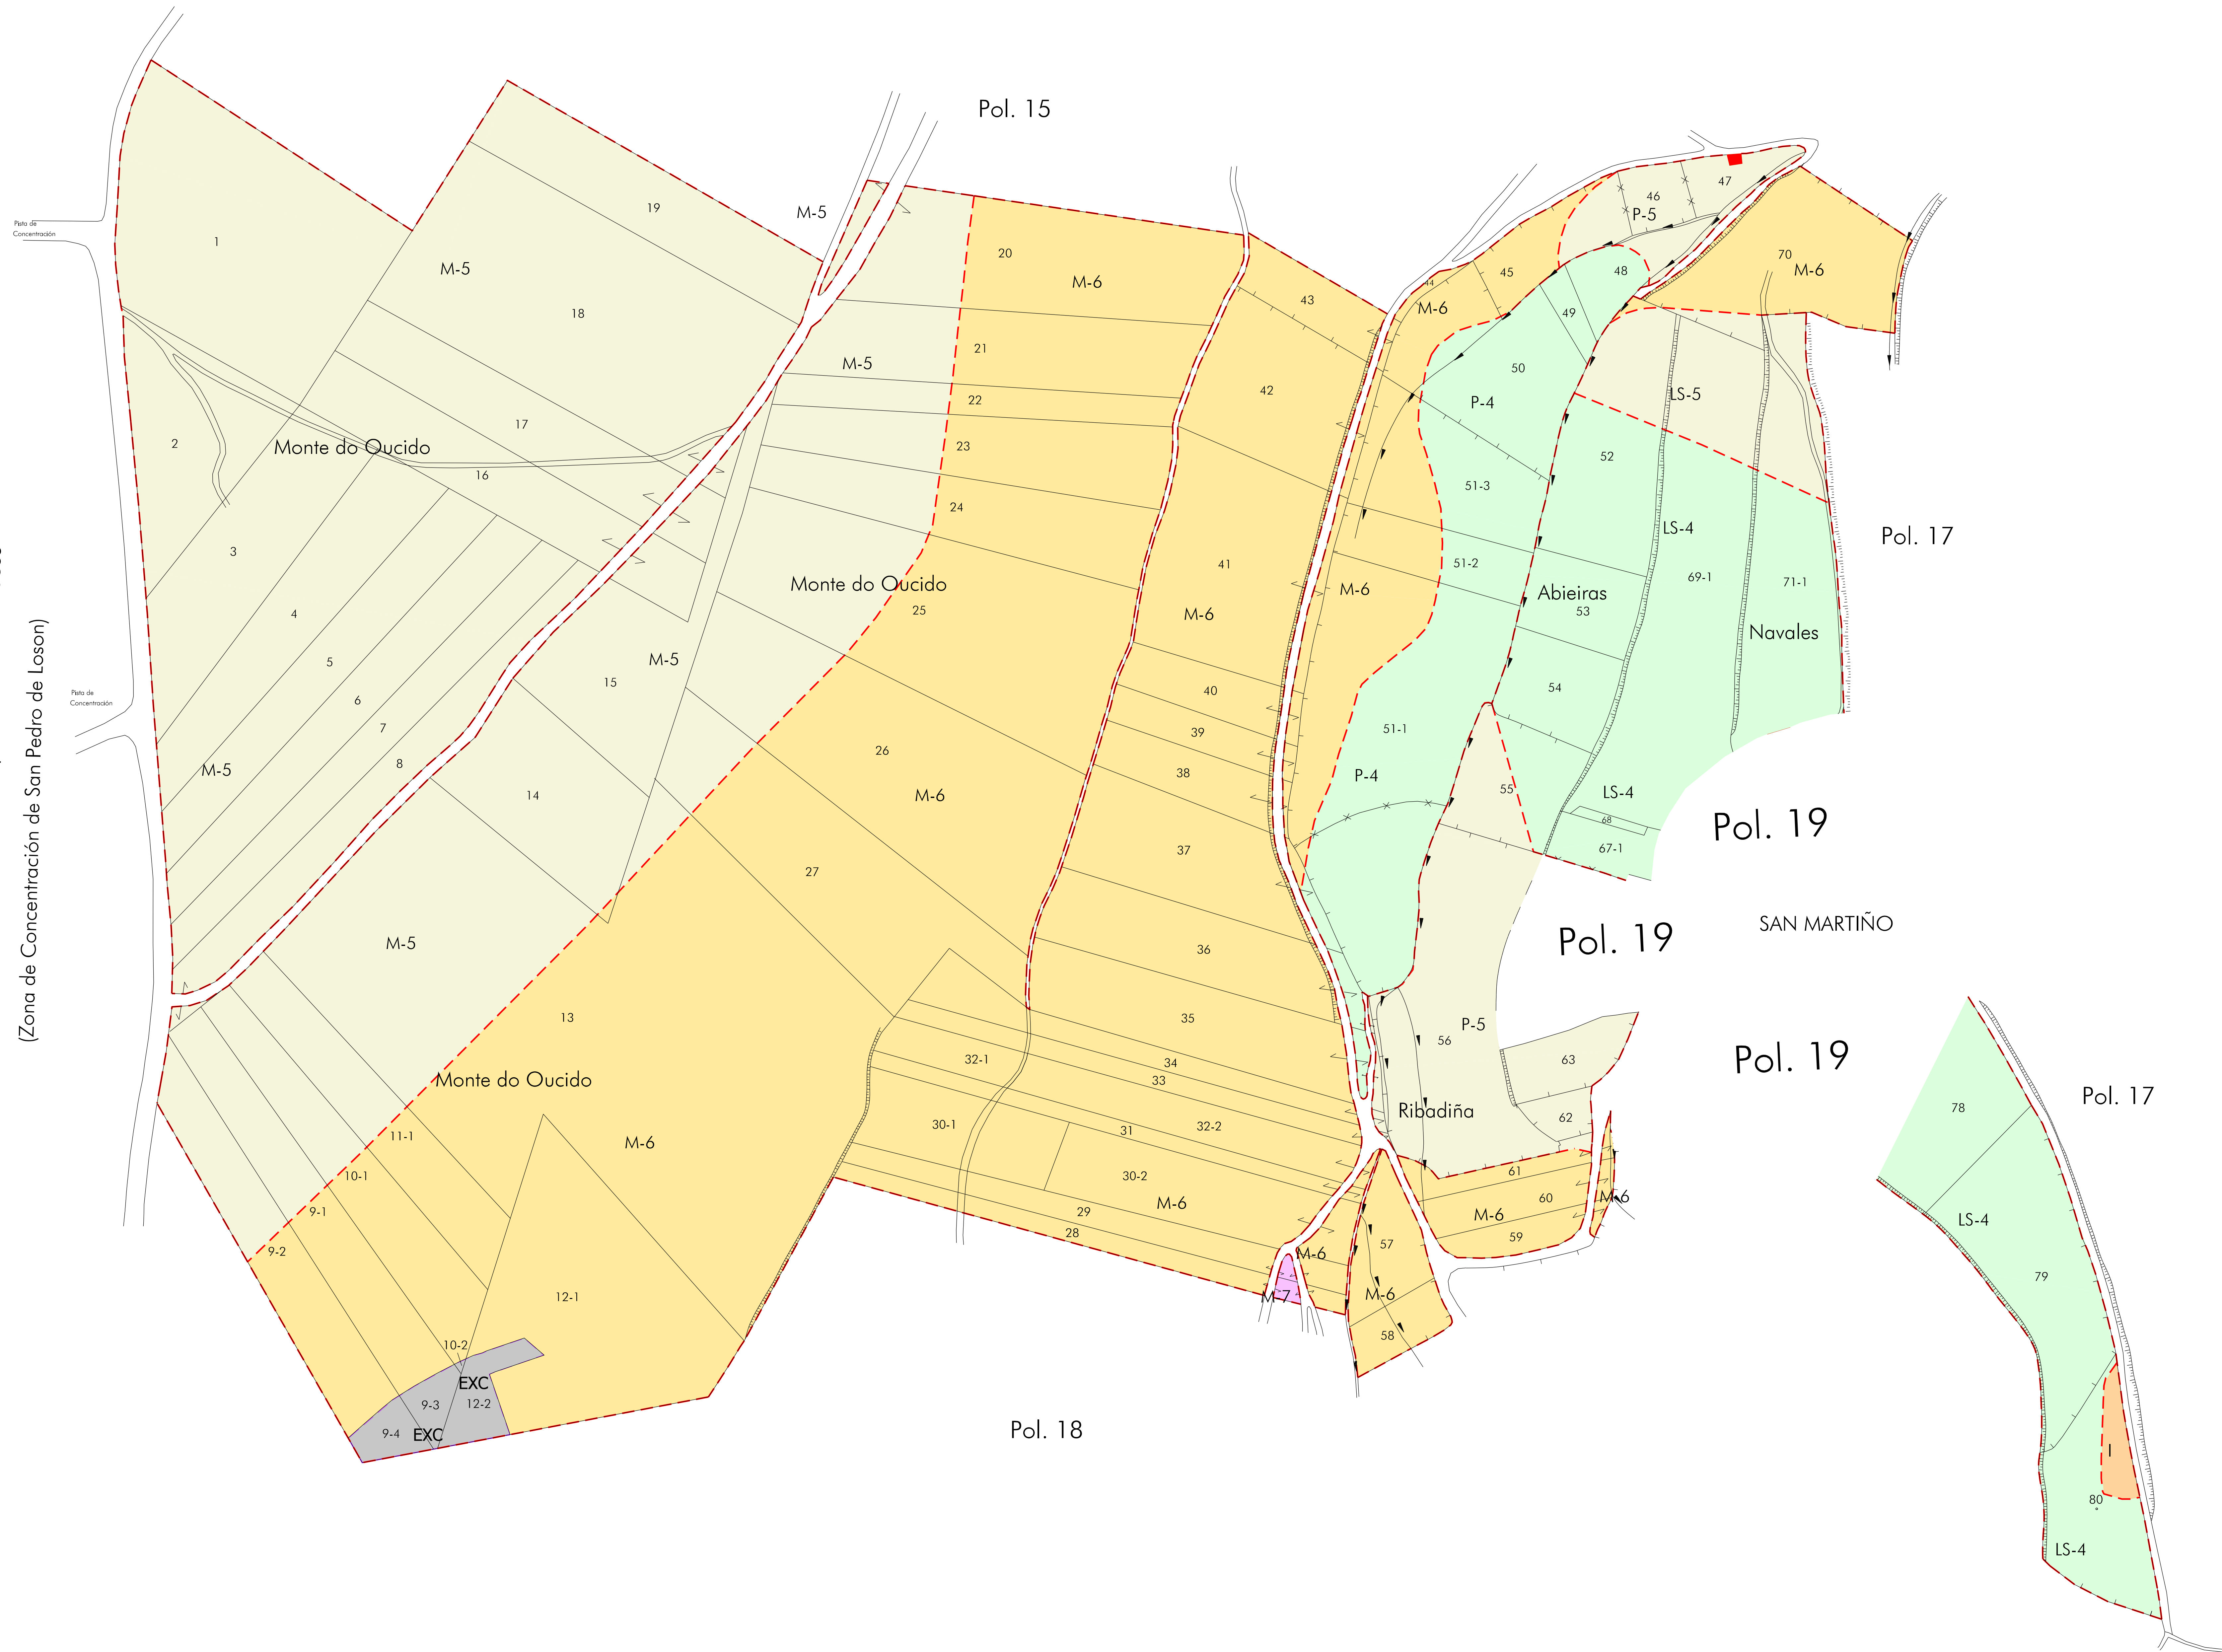 Pol. 15
Pista de
Concentración
1
19
M-5
M-5
18
20
M-6
43
44
M-6
45
46
47
P-5
48
70
M-6
49
50
P-4
LS-5
2
Monte do Oucido
17
16
M-5
21
22
23
24
42
52
51-3
LS-4
Pol. 17
3
4
5
6
7
8
M-5
Monte do Oucido
25
41
M-6
M-6
51-2
Abieiras
53
69-1
71-1
Navales
(Zona de Concentración de San Pedro de Loson)
Pista de
Concentración
15
M-5
14
26
M-6
40
39
38
37
51-1
P-4
54
55
LS-4
68
67-1
Pol. 19
27
M-5
36
Pol. 19
SAN MARTIÑO
13
Monte do Oucido
35
34
33
32-1
32-2
31
30-1
30-2
M-6
29
28
56
P-5
63
62
Ribadiña
Pol. 19
Pol. 17
78
LS-4
79
61
60
M-6
M-6
59
57
M-6
M-6
M-7
58
11-1
10-1
9-1
9-2
M-6
12-1
10-2
EXC
9-3
12-2
9-4
EXC
Pol. 18
I
80
LS-4